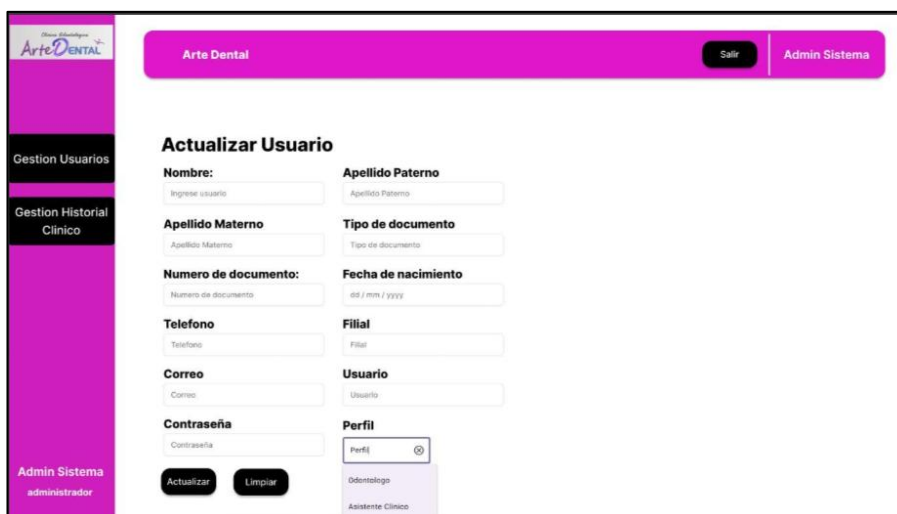 Clínica Odontológica
ArteDENTAL
Arte Dental
Salir
Admin Sistema
Gestion Usuarios
Gestion Historial
Clinico
Actualizar Usuario
Nombre:
Apellido Paterno
Ingrese usuario
Apellido Paterno
Apellido Materno
Tipo de documento
Apellido Materno
Tipo de documento
Numero de documento:
Fecha de nacimiento
Numero de documento
dd / mm / yyyy
Telefono
Filial
Telefono
Filial
Correo
Usuario
Correo
Usuario
Contraseña
Perfil
Contraseña
Perfil
Actualizar
Limpiar
Odontologo
Asistente Clinico
Admin Sistema
administrador